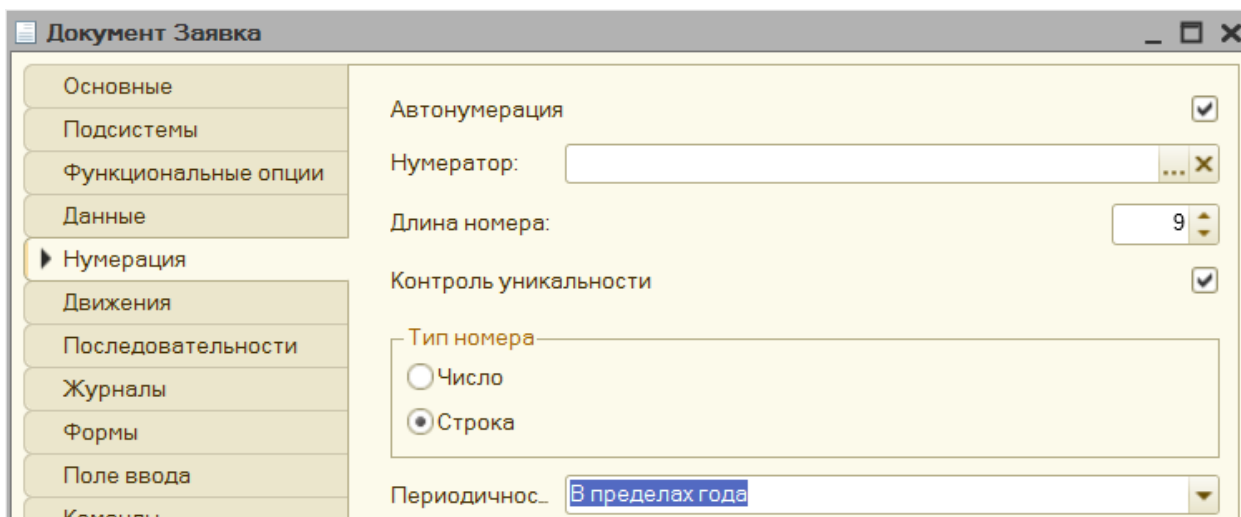 Документ Заявка
Основные
Подсистемы
Функциональные опции
Данные
Нумерация
Движения
Последовательности
Журналы
Формы
Поле ввода
Команды
Автонумерация
Нумератор:
...
Длина номера:
9
Контроль уникальности
Тип номера
Число
Строка
Периодичнос...
В пределах года